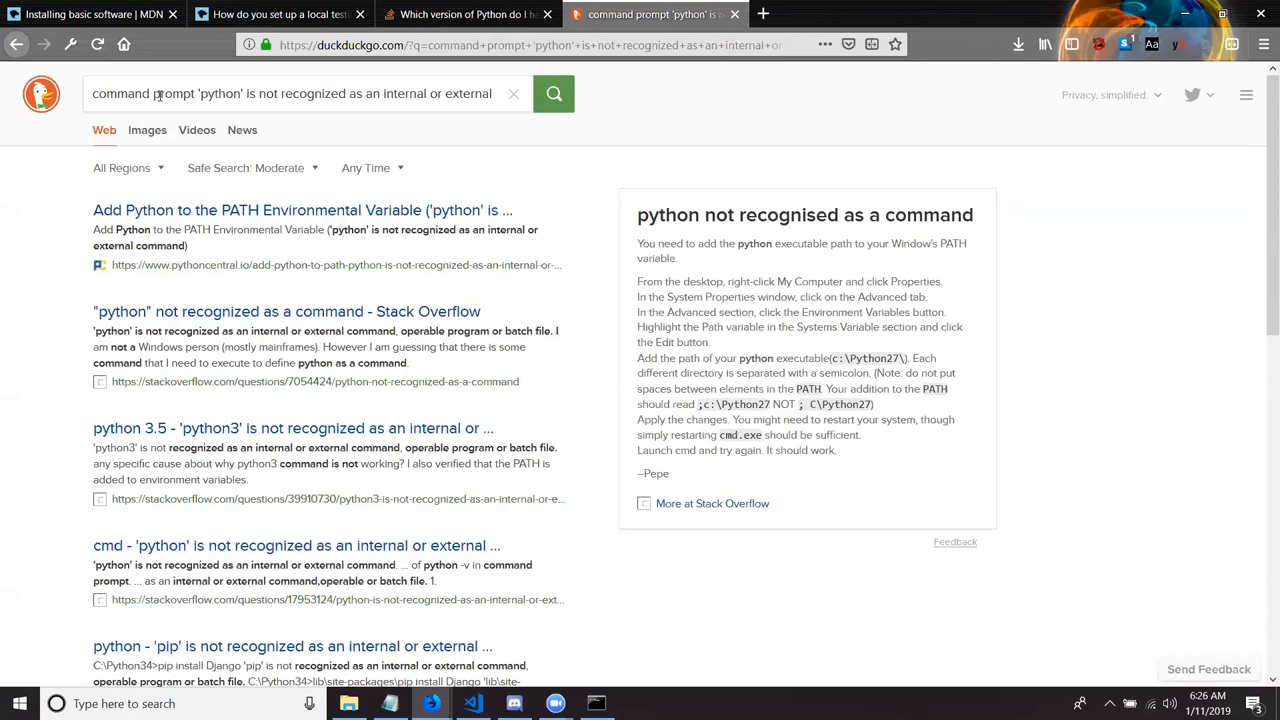 Installing basic software | MDN
How do you set up a local testi
Which version of Python do I ha
command prompt 'python' is n
https://duckduckgo.com/?q=command+prompt+'python'+is+not+recognized+as+an+internal+o
command prompt 'python' is not recognized as an internal or external
Privacy, simplified.
Web
Images
Videos
News
All Regions
Safe Search: Moderate
Any Time
Add Python to the PATH Environmental Variable ('python' is ...
Add Python to the PATH Environmental Variable ('python' is not recognized as an internal or
external command)
https://www.pythoncentral.io/add-python-to-path-python-is-not-recognized-as-an-internal-or-...
"python" not recognized as a command - Stack Overflow
'python' is not recognized as an internal or external command, operable program or batch file. I
am not a Windows person (mostly mainframes). However I am guessing that there is some
command that I need to execute to define python as a command.
https://stackoverflow.com/questions/7054424/python-not-recognized-as-a-command
python 3.5 - 'python3' is not recognized as an internal or ...
'python3' is not recognized as an internal or external command, operable program or batch file.
any specific cause about why python3 command is not working? I also verified that the PATH is
added to environment variables.
https://stackoverflow.com/questions/39910730/python3-is-not-recognized-as-an-internal-or-e...
cmd - 'python' is not recognized as an internal or external ...
'python' is not recognized as an internal or external command. ... of python -v in command
prompt. ... as an internal or external command,operable or batch file. 1.
https://stackoverflow.com/questions/17953124/python-is-not-recognized-as-an-internal-or-ext...
python - 'pip' is not recognized as an internal or external ...
C:\Python34>pip install Django 'pip' is not recognized as an internal or external command,
operable program or batch file. C:\Python34>lib\site-packages\pip install Django 'lib\site-
python not recognised as a command
You need to add the python executable path to your Window's PATH
variable.
From the desktop, right-click My Computer and click Properties.
In the System Properties window, click on the Advanced tab.
In the Advanced section, click the Environment Variables button.
Highlight the Path variable in the Systems Variable section and click
the Edit button.
Add the path of your python executable(c:\Python27\). Each
different directory is separated with a semicolon. (Note: do not put
spaces between elements in the PATH. Your addition to the PATH
should read ;c:\Python27 NOT ; C\Python27)
Apply the changes. You might need to restart your system, though
simply restarting cmd.exe should be sufficient.
Launch cmd and try again. It should work.
--Pepe
More at Stack Overflow
Feedback
Send Feedback
Type here to search
6:26 AM
1/11/2019
3